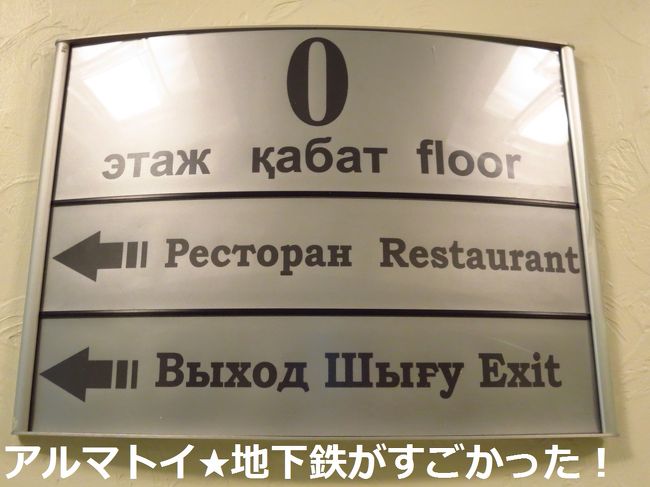 0
этаж қабат floor
Ресторан Restaurant
Выход Шығу Exit
アルマトイ★地下鉄がすごかった！